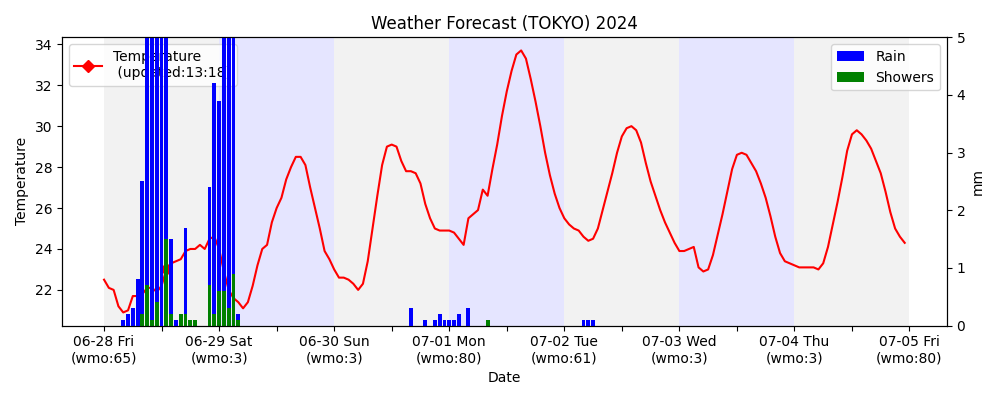 Weather Forecast (TOKYO) 2024
Temperature
(updated:13:18
Rain
Showers
34
32
30
28
26
24
22
Temperature
5
4
3
2
1
0
mm
06-28 Fri
(wmo:65)
06-29 Sat
(wmo:3)
06-30 Sun
(wmo:3)
07-01 Mon
(wmo:80)
07-02 Tue
(wmo:61)
07-03 Wed
(wmo:3)
07-04 Thu
(wmo:3)
07-05 Fri
(wmo:80)
Date